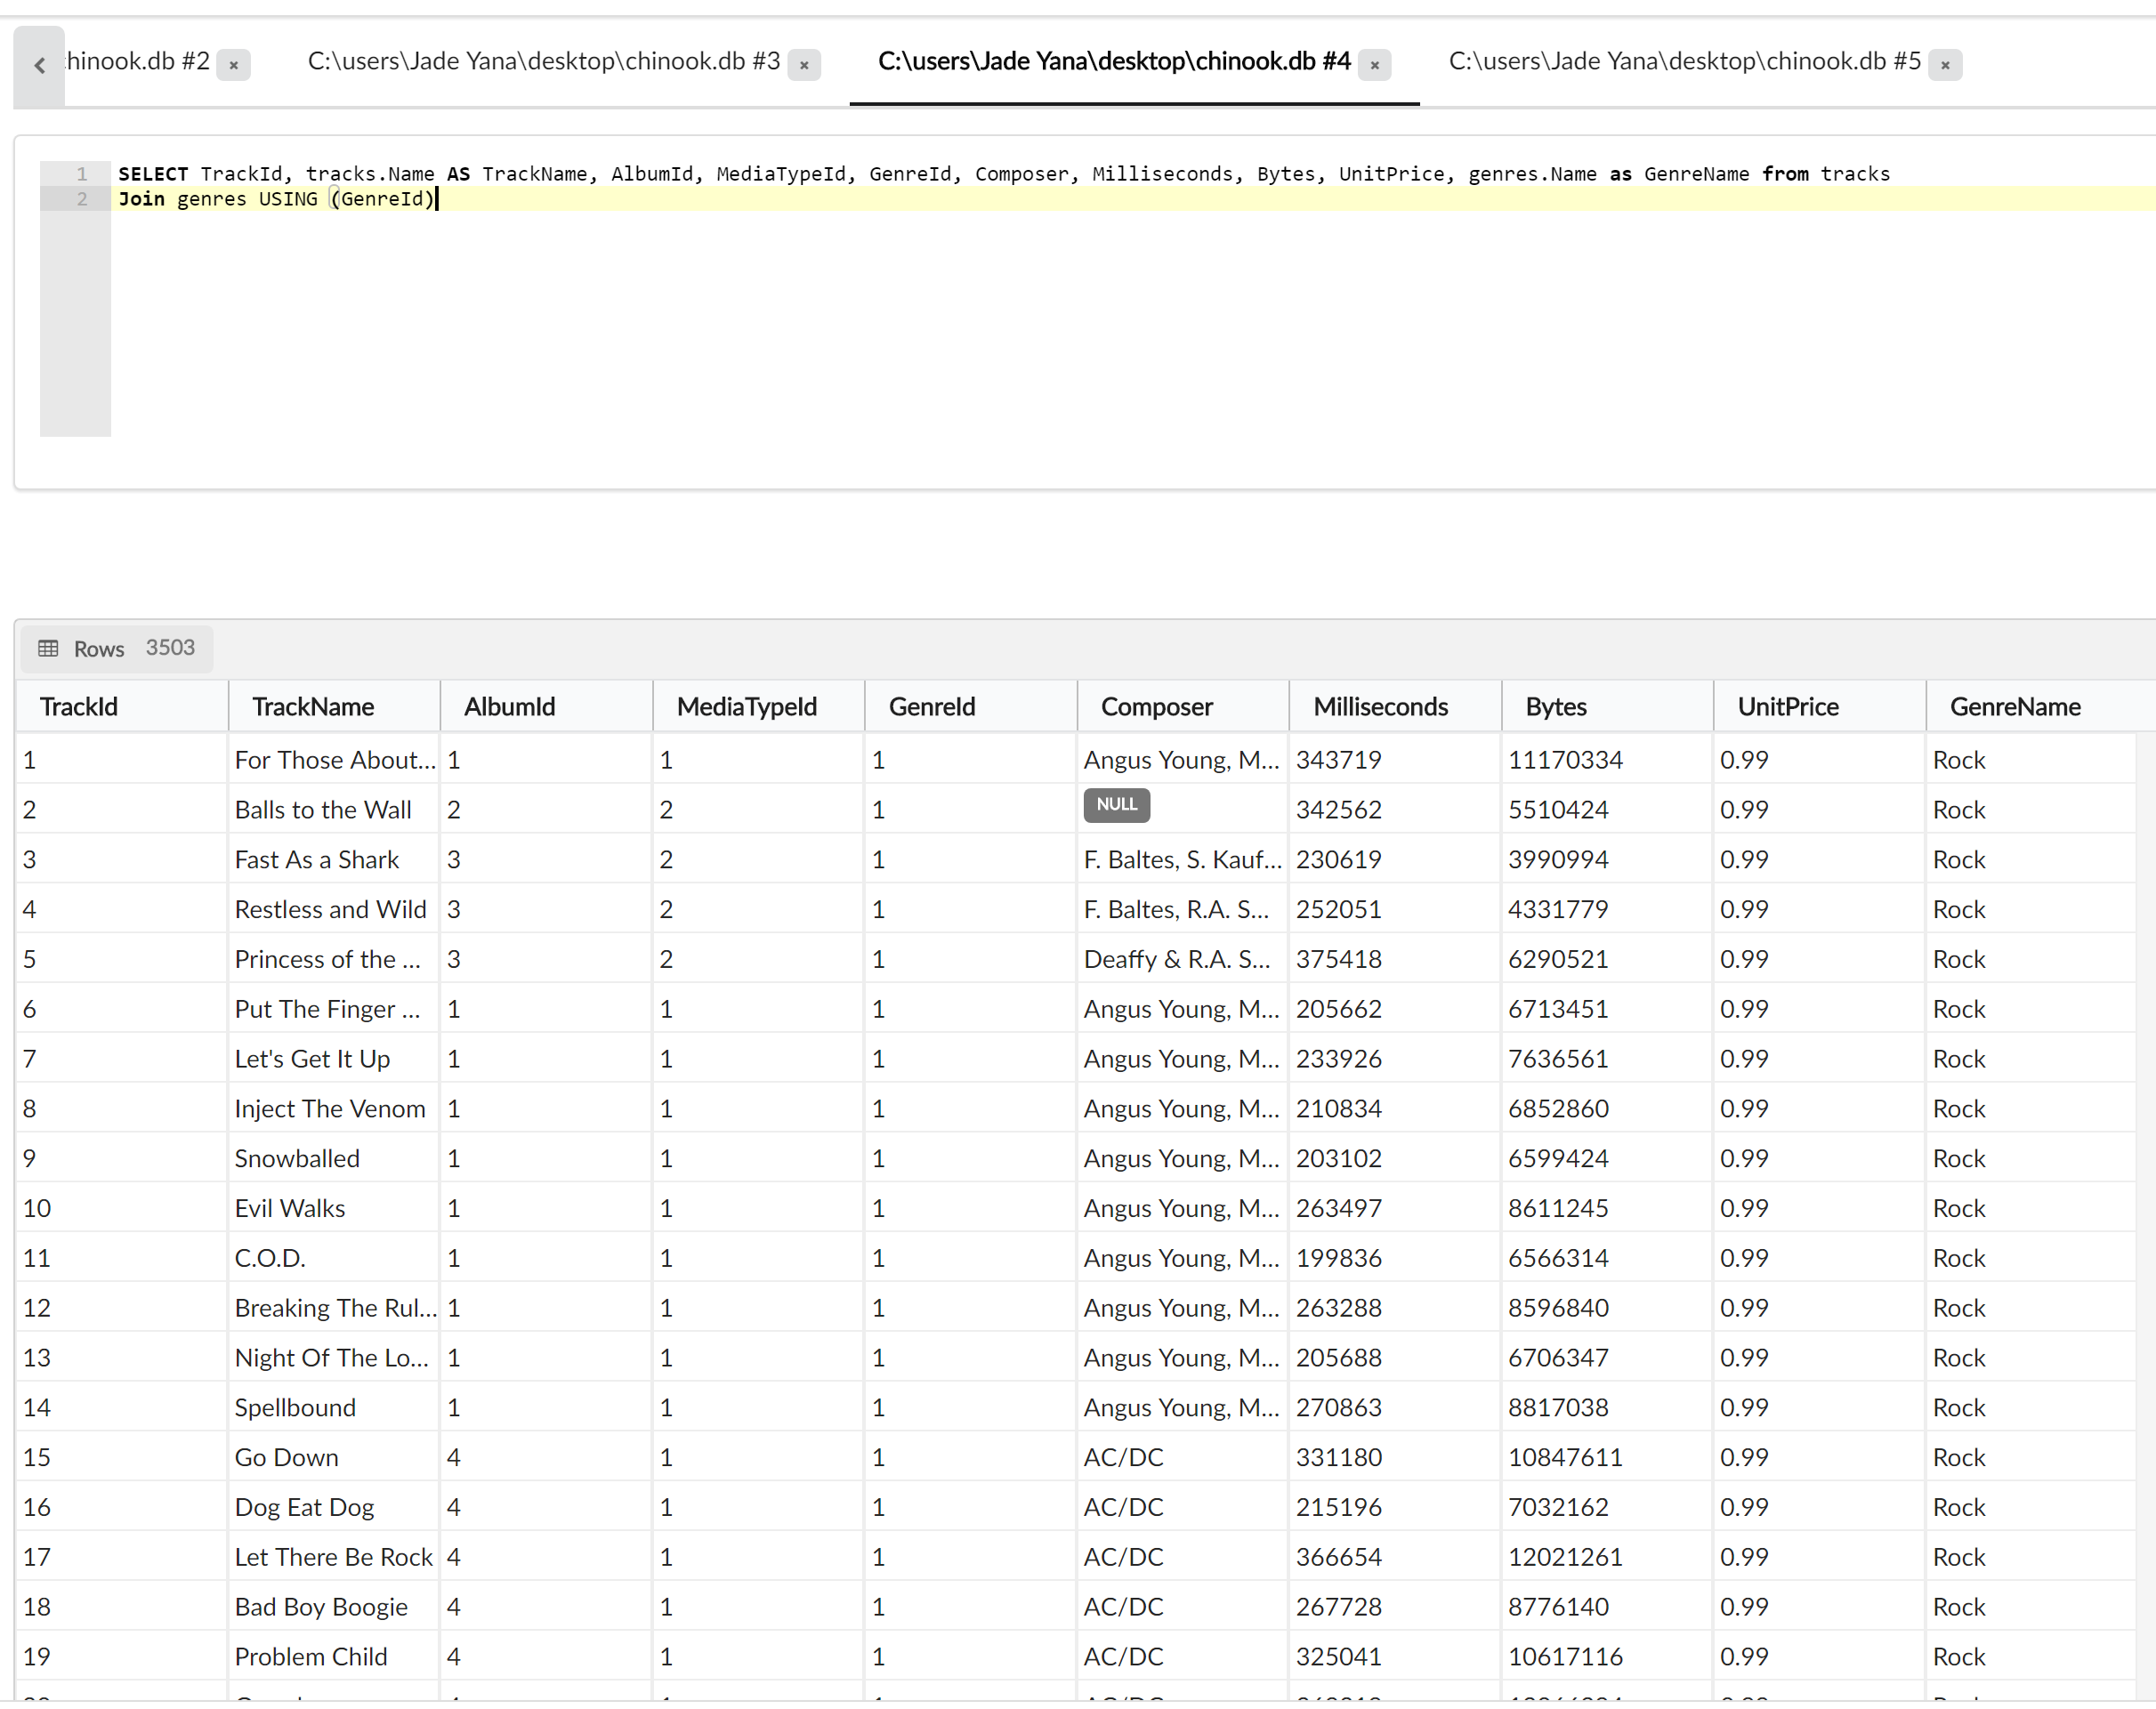 hinook.db #2 × C:\users\Jade Yana\desktop\chinook.db #3 × C:\users\Jade Yana\desktop\chinook.db #4 × C:\users\Jade Yana\desktop\chinook.db #5 ×
1 SELECT TrackId, tracks.Name AS TrackName, AlbumId, MediaTypeId, GenreId, Composer, Milliseconds, Bytes, UnitPrice, genres.Name as GenreName from tracks
2 Join genres USING (GenreId)
Rows 3503
TrackId TrackName AlbumId MediaTypeId GenreId Composer Milliseconds Bytes UnitPrice GenreName
1 For Those About... 1 1 1 Angus Young, M... 343719 11170334 0.99 Rock
2 Balls to the Wall 2 2 1 NULL 342562 5510424 0.99 Rock
3 Fast As a Shark 3 2 1 F. Baltes, S. Kauf... 230619 3990994 0.99 Rock
4 Restless and Wild 3 2 1 F. Baltes, R.A. S... 252051 4331779 0.99 Rock
5 Princess of the ... 3 2 1 Deaffy & R.A. S... 375418 6290521 0.99 Rock
6 Put The Finger ... 1 1 1 Angus Young, M... 205662 6713451 0.99 Rock
7 Let's Get It Up 1 1 1 Angus Young, M... 233926 7636561 0.99 Rock
8 Inject The Venom 1 1 1 Angus Young, M... 210834 6852860 0.99 Rock
9 Snowballed 1 1 1 Angus Young, M... 203102 6599424 0.99 Rock
10 Evil Walks 1 1 1 Angus Young, M... 263497 8611245 0.99 Rock
11 C.O.D. 1 1 1 Angus Young, M... 199836 6566314 0.99 Rock
12 Breaking The Rul... 1 1 1 Angus Young, M... 263288 8596840 0.99 Rock
13 Night Of The Lo... 1 1 1 Angus Young, M... 205688 6706347 0.99 Rock
14 Spellbound 1 1 1 Angus Young, M... 270863 8817038 0.99 Rock
15 Go Down 4 1 1 AC/DC 331180 10847611 0.99 Rock
16 Dog Eat Dog 4 1 1 AC/DC 215196 7032162 0.99 Rock
17 Let There Be Rock 4 1 1 AC/DC 366654 12021261 0.99 Rock
18 Bad Boy Boogie 4 1 1 AC/DC 267728 8776140 0.99 Rock
19 Problem Child 4 1 1 AC/DC 325041 10617116 0.99 Rock